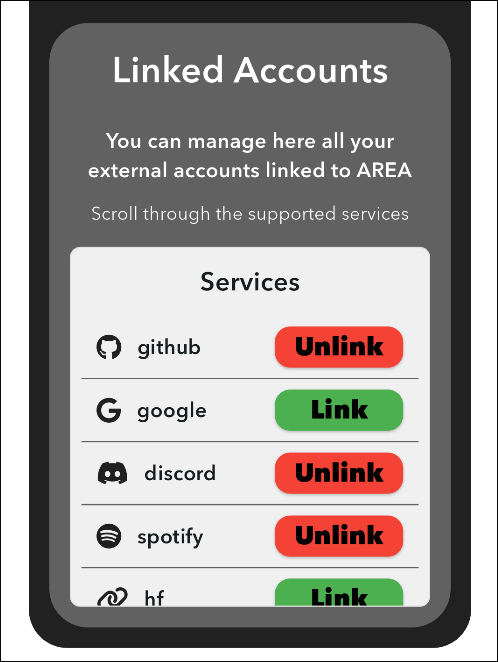 Linked Accounts
You can manage here all your
external accounts linked to AREA
Scroll through the supported services
Services
github Unlink
google Link
discord Unlink
spotify Unlink
hf Link